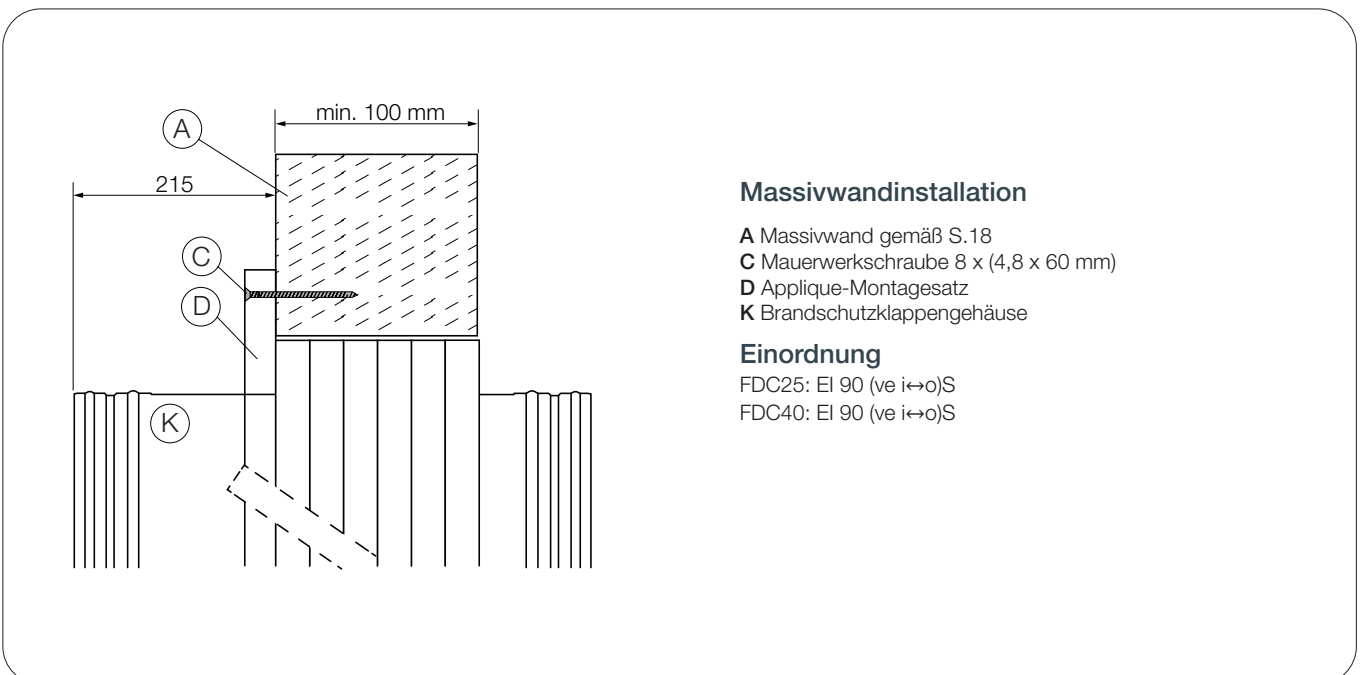 min. 100 mm
A
215
C
D
K
Massivwandinstallation
A Massivwand gemäß S.18
C Mauerwerkschraube 8 x (4,8 x 60 mm)
D Applique-Montagesatz
K Brandschutzklappengehäuse
Einordnung
FDC25: EI 90 (ve i↔o)S
FDC40: EI 90 (ve i↔o)S